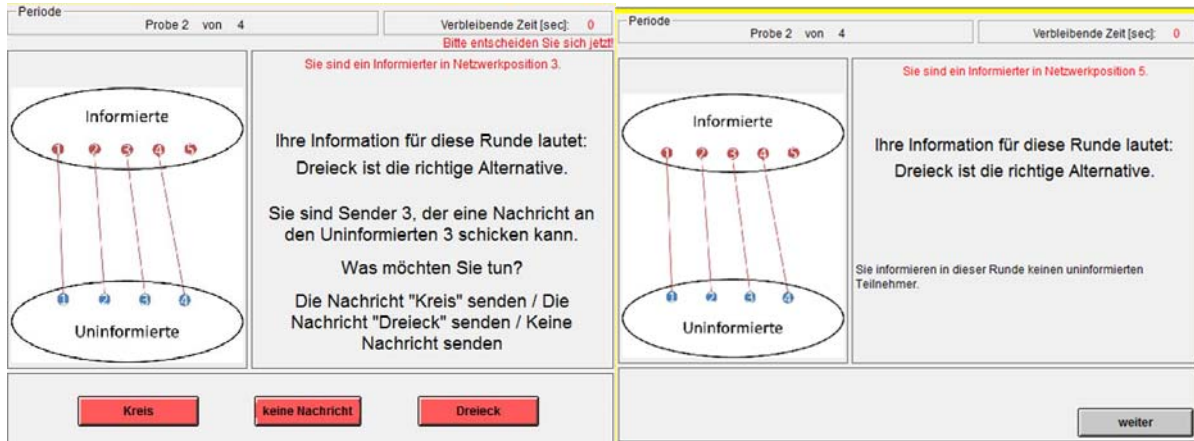 Periode
Probe 2 von 4
Verbleibende Zeit [sec]: 0
Bitte entscheiden Sie sich jetzt!
Sie sind ein Informierter in Netzwerkposition 3.
Informierte
1 2 3 4 5
1 2 3 4
Uninformierte
Ihre Information für diese Runde lautet:
Dreieck ist die richtige Alternative.
Sie sind Sender 3, der eine Nachricht an
den Uninformierten 3 schicken kann.
Was möchten Sie tun?
Die Nachricht "Kreis" senden / Die
Nachricht "Dreieck" senden / Keine
Nachricht senden
Kreis
keine Nachricht
Dreieck
Periode
Probe 2 von 4
Verbleibende Zeit [sec]: 0
Sie sind ein Informierter in Netzwerkposition 5.
Informierte
1 2 3 4 5
1 2 3 4
Uninformierte
Ihre Information für diese Runde lautet:
Dreieck ist die richtige Alternative.
Sie informieren in dieser Runde keinen uninformierten
Teilnehmer.
weiter